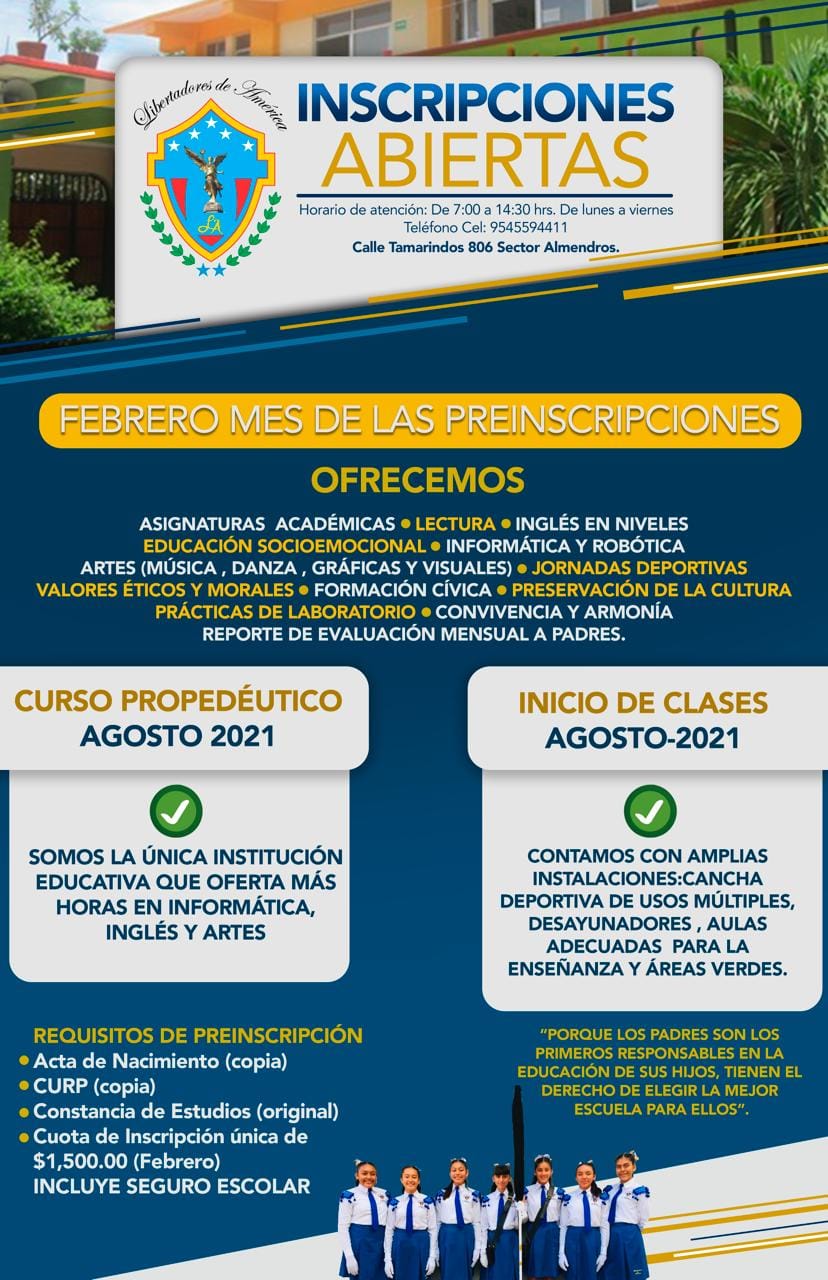 Libertadores de América
INSCRIPCIONES
ABIERTAS
Horario de atención: De 7:00 a 14:30 hrs. De lunes a viernes
Teléfono Cel: 9545594411
Calle Tamarindos 806 Sector Almendros.
LA
FEBRERO MES DE LAS PREINSCRIPCIONES
OFRECEMOS
ASIGNATURAS ACADÉMICAS • LECTURA • INGLÉS EN NIVELES
EDUCACIÓN SOCIOEMOCIONAL • INFORMÁTICA Y ROBÓTICA
ARTES (MÚSICA , DANZA , GRÁFICAS Y VISUALES) • JORNADAS DEPORTIVAS
VALORES ÉTICOS Y MORALES • FORMACIÓN CÍVICA • PRESERVACIÓN DE LA CULTURA
PRÁCTICAS DE LABORATORIO • CONVIVENCIA Y ARMONÍA
REPORTE DE EVALUACIÓN MENSUAL A PADRES.
CURSO PROPEDÉUTICO
AGOSTO 2021
SOMOS LA ÚNICA INSTITUCIÓN
EDUCATIVA QUE OFERTA MÁS
HORAS EN INFORMÁTICA,
INGLÉS Y ARTES
INICIO DE CLASES
AGOSTO-2021
CONTAMOS CON AMPLIAS
INSTALACIONES:CANCHA
DEPORTIVA DE USOS MÚLTIPLES,
DESAYUNADORES , AULAS
ADECUADAS PARA LA
ENSEÑANZA Y ÁREAS VERDES.
REQUISITOS DE PREINSCRIPCIÓN
• Acta de Nacimiento (copia)
• CURP (copia)
• Constancia de Estudios (original)
• Cuota de Inscripción única de
$1,500.00 (Febrero)
INCLUYE SEGURO ESCOLAR
“PORQUE LOS PADRES SON LOS
PRIMEROS RESPONSABLES EN LA
EDUCACIÓN DE SUS HIJOS, TIENEN EL
DERECHO DE ELEGIR LA MEJOR
ESCUELA PARA ELLOS“.